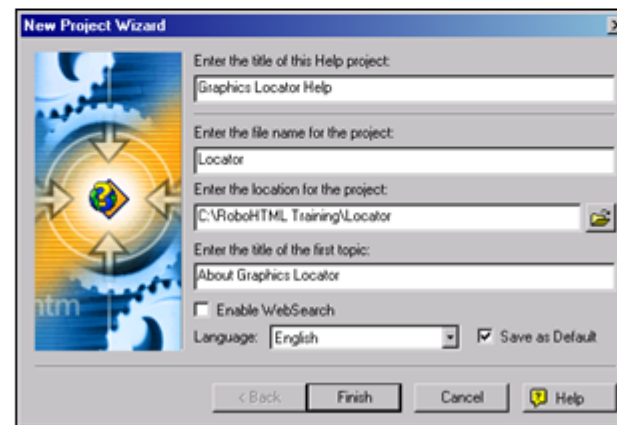 New Project Wizard
Enter the title of this Help project:
Graphics Locator Help
Enter the file name for the project:
Locator
Enter the location for the project:
C:\RoboHTML Training\Locator
Enter the title of the first topic:
About Graphics Locator
htm
Enable WebSearch
Language: English Save as Default
< Back Finish Cancel Help